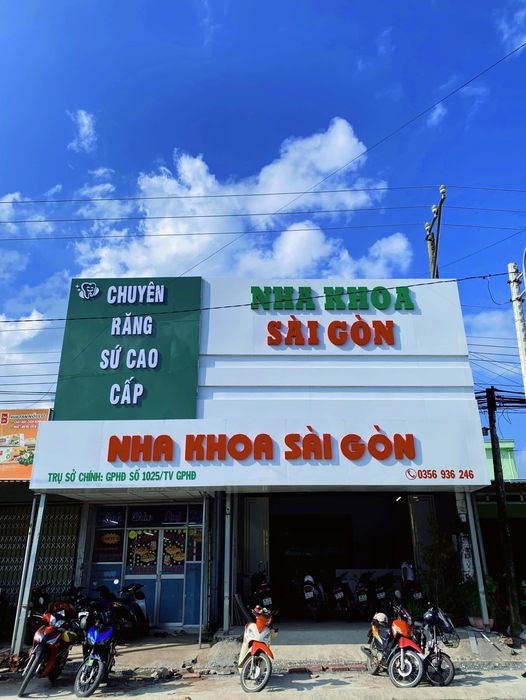 CHUYÊN
RĂNG
SỨ CAO
CẤP
NHA KHOA
SÀI GÒN
NHA KHOA SÀI GÒN
TRỤ SỞ CHÍNH: GPHĐ SỐ 1025/TV GPHĐ
0356 936 246